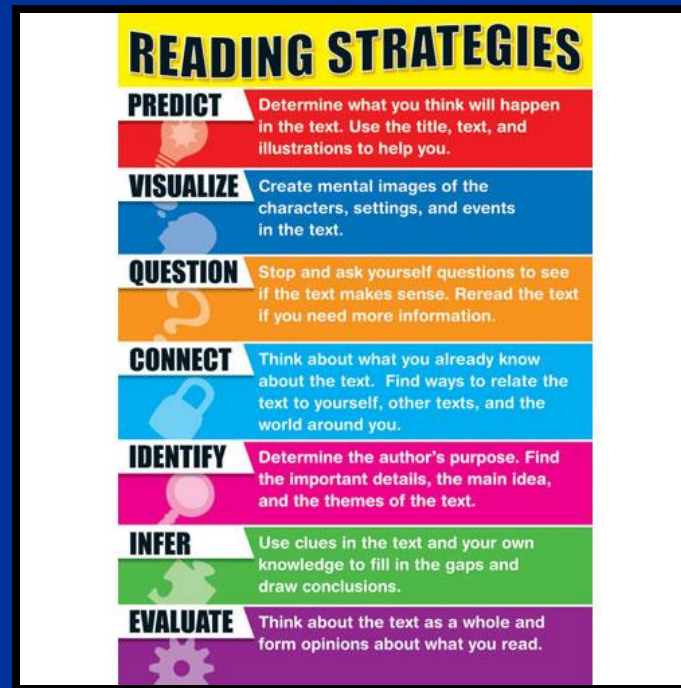 READING STRATEGIES
PREDICT
Determine what you think will happen
in the text. Use the title, text, and
illustrations to help you.
VISUALIZE
Create mental images of the
characters, settings, and events
in the text.
QUESTION
Stop and ask yourself questions to see
if the text makes sense. Reread the text
if you need more information.
CONNECT
Think about what you already know
about the text. Find ways to relate the
text to yourself, other texts, and the
world around you.
IDENTIFY
Determine the author's purpose. Find
the important details, the main idea,
and the themes of the text.
INFER
Use clues in the text and your own
knowledge to fill in the gaps and
draw conclusions.
EVALUATE
Think about the text as a whole and
form opinions about what you read.